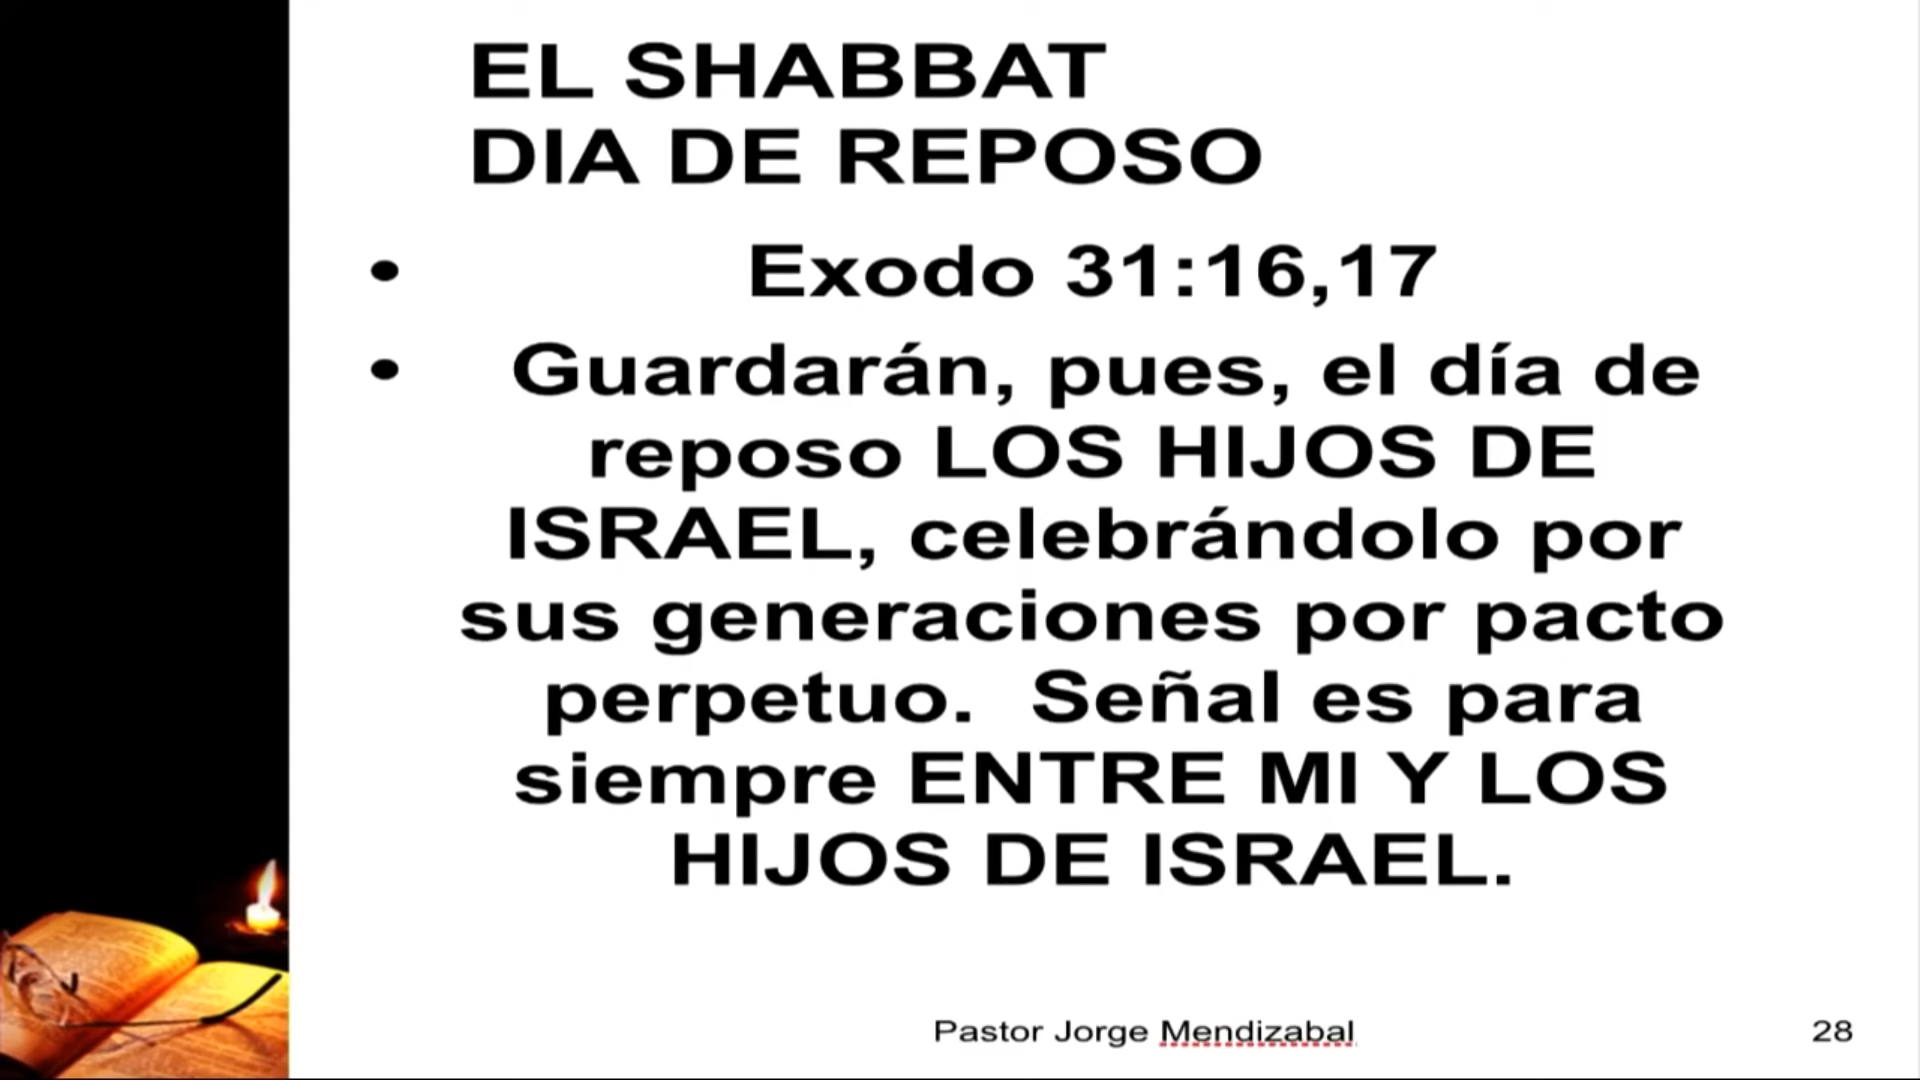 EL SHABBAT
DIA DE REPOSO
• Exodo 31:16,17
• Guardarán, pues, el día de
reposo LOS HIJOS DE
ISRAEL, celebrándolo por
sus generaciones por pacto
perpetuo.  Señal es para
siempre ENTRE MI Y LOS
HIJOS DE ISRAEL.
Pastor Jorge Mendizabal
28